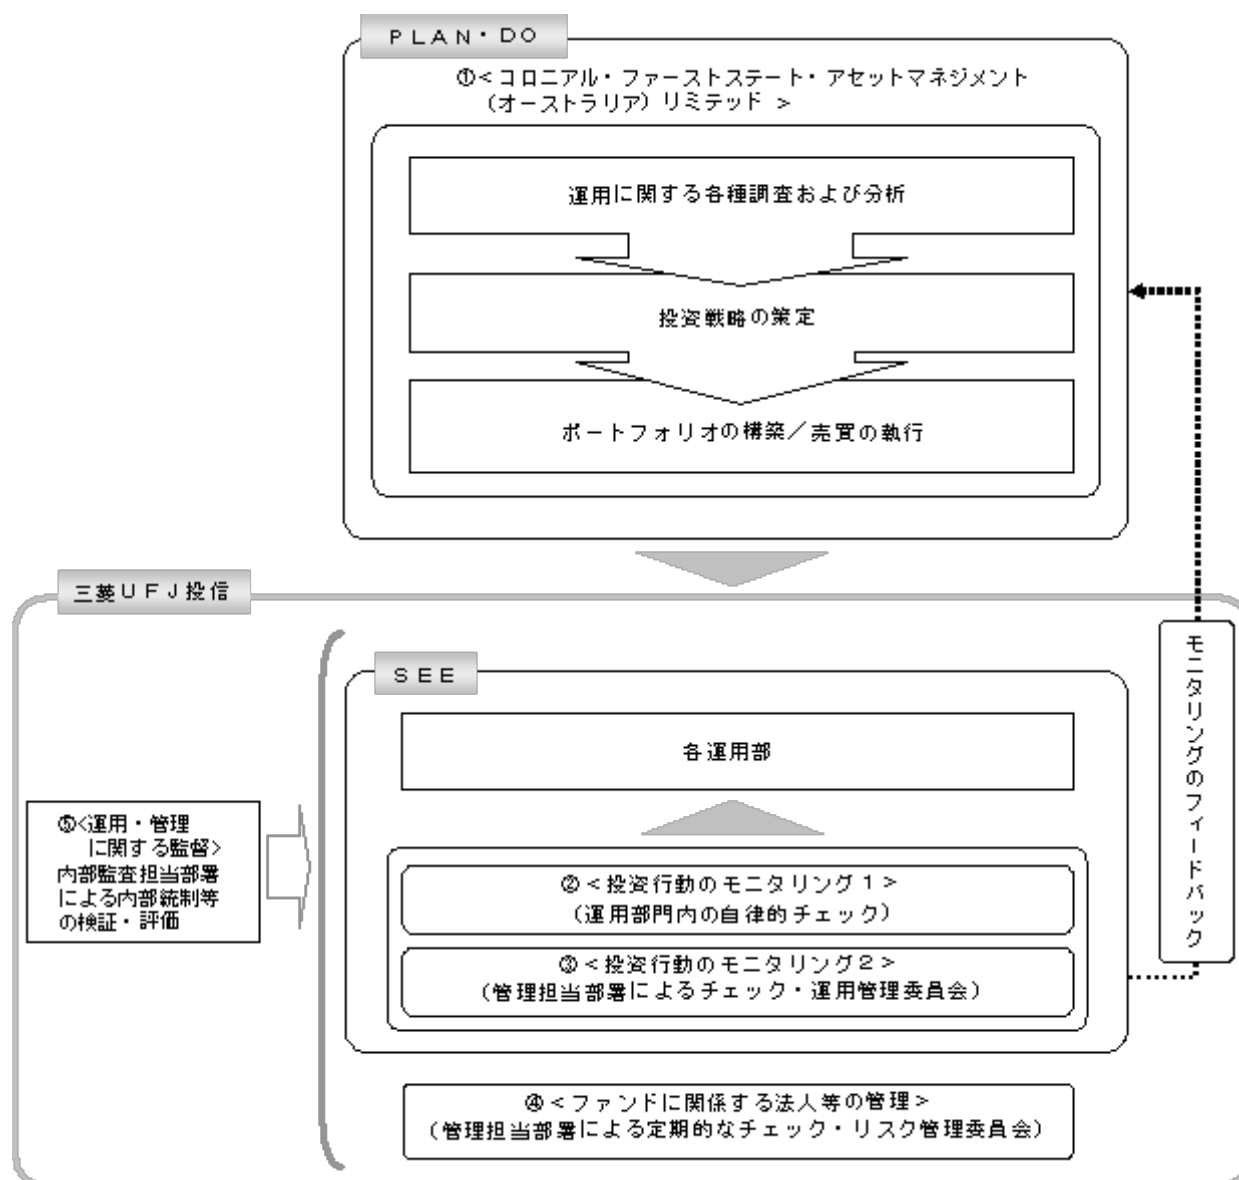 ＰＬＡＮ・ＤＯ
①＜コロニアル・ファーストステート・アセットマネジメント
（オーストラリア）リミテッド ＞
運用に関する各種調査および分析
投資戦略の策定
ポートフォリオの構築／売買の執行
三菱ＵＦＪ投信
ＳＥＥ
各運用部
②＜投資行動のモニタリング１＞
（運用部門内の自律的チェック）
③＜投資行動のモニタリング２＞
（管理担当部署によるチェック・運用管理委員会）
④＜ファンドに関係する法人等の管理＞
（管理担当部署による定期的なチェック・リスク管理委員会）
⑤＜運用・管理
に関する監督＞
内部監査担当部署
による内部統制等
の検証・評価
モニタリングのフィードバック